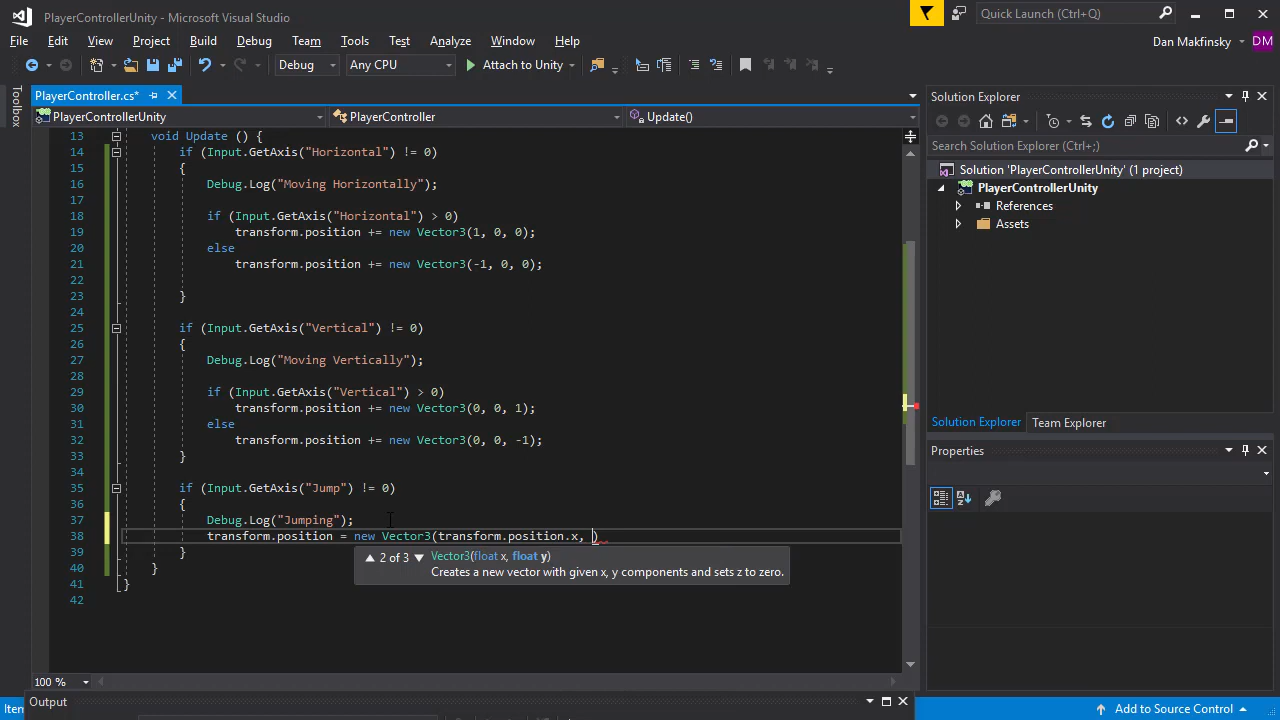 PlayerControllerUnity - Microsoft Visual Studio
Quick Launch (Ctrl+Q)
File Edit View Project Build Debug Team Tools Test Analyze Window Help
Dan Makfinsky DM
Debug Any CPU Attach to Unity
Toolbox
PlayerController.cs*
PlayerControllerUnity PlayerController Update()
13 void Update () {
14 if (Input.GetAxis("Horizontal") != 0)
15 {
16 Debug.Log("Moving Horizontally");
17
18 if (Input.GetAxis("Horizontal") > 0)
19 transform.position += new Vector3(1, 0, 0);
20 else
21 transform.position += new Vector3(-1, 0, 0);
22
23 }
24
25 if (Input.GetAxis("Vertical") != 0)
26 {
27 Debug.Log("Moving Vertically");
28
29 if (Input.GetAxis("Vertical") > 0)
30 transform.position += new Vector3(0, 0, 1);
31 else
32 transform.position += new Vector3(0, 0, -1);
33 }
34
35 if (Input.GetAxis("Jump") != 0)
36 {
37 Debug.Log("Jumping");
38 transform.position = new Vector3(transform.position.x, )
39 }
40 }
41 }
42
2 of 3 Vector3(float x, float y)
Creates a new vector with given x, y components and sets z to zero.
100 %
Output
Item
Solution Explorer
Search Solution Explorer (Ctrl+;)
Solution 'PlayerControllerUnity' (1 project)
PlayerControllerUnity
References
Assets
Solution Explorer Team Explorer
Properties
Add to Source Control